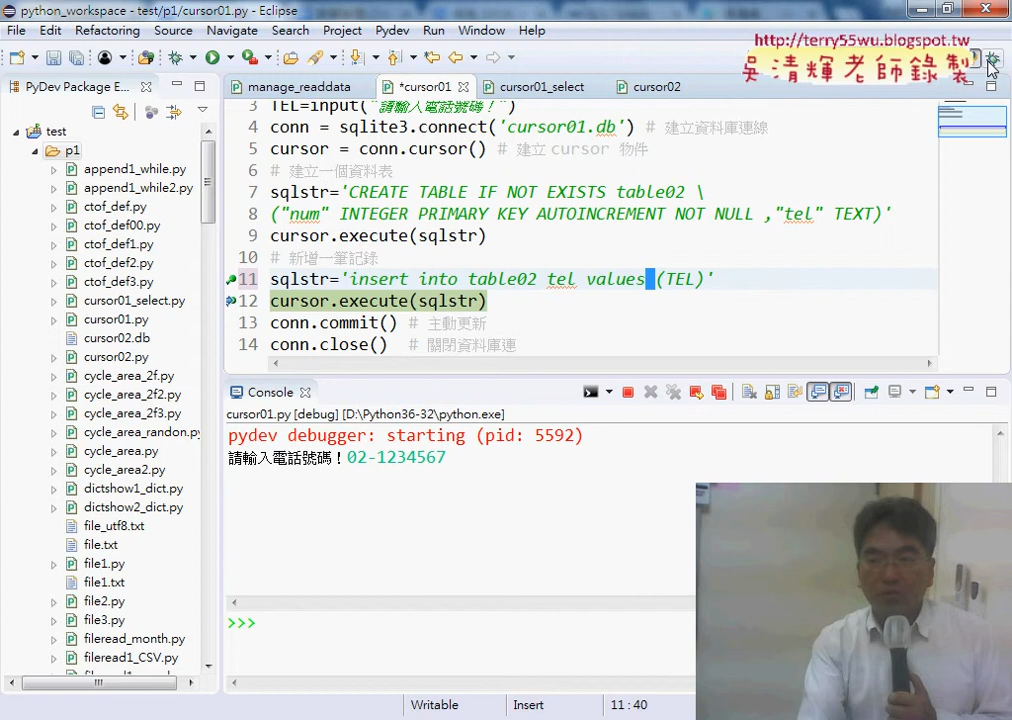 python_workspace - test/p1/cursor01.py - Eclipse
File Edit Refactoring Source Navigate Search Project Pydev Run Window Help
http://terry55wu.blogspot.tw
吳清輝老師錄製
PyDev Package E...
manage_readdata
*cursor01
cursor01_select
cursor02
test
p1
append1_while.py
append1_while2.py
ctof_def.py
ctof_def00.py
ctof_def1.py
ctof_def2.py
ctof_def3.py
cursor01_select.py
cursor01.py
cursor02.db
cursor02.py
cycle_area_2f.py
cycle_area_2f2.py
cycle_area_2f3.py
cycle_area_randon.py
cycle_area.py
cycle_area2.py
dictshow1_dict.py
dictshow2_dict.py
file_utf8.txt
file.txt
file1.py
file1.txt
file2.py
file3.py
fileread_month.py
fileread1_CSV.py
3 TEL=input("請輸入電話號碼！")
4 conn = sqlite3.connect('cursor01.db') # 建立資料庫連線
5 cursor = conn.cursor() # 建立 cursor 物件
6 # 建立一個資料表
7 sqlstr='CREATE TABLE IF NOT EXISTS table02 \
8 ("num" INTEGER PRIMARY KEY AUTOINCREMENT NOT NULL ,"tel" TEXT)'
9 cursor.execute(sqlstr)
10 # 新增一筆記錄
11 sqlstr='insert into table02 tel values (TEL)'
12 cursor.execute(sqlstr)
13 conn.commit() # 主動更新
14 conn.close() # 關閉資料庫連
Console
cursor01.py [debug] [D:\Python36-32\python.exe]
pydev debugger: starting (pid: 5592)
請輸入電話號碼！02-1234567
>>>
Writable Insert 11:40